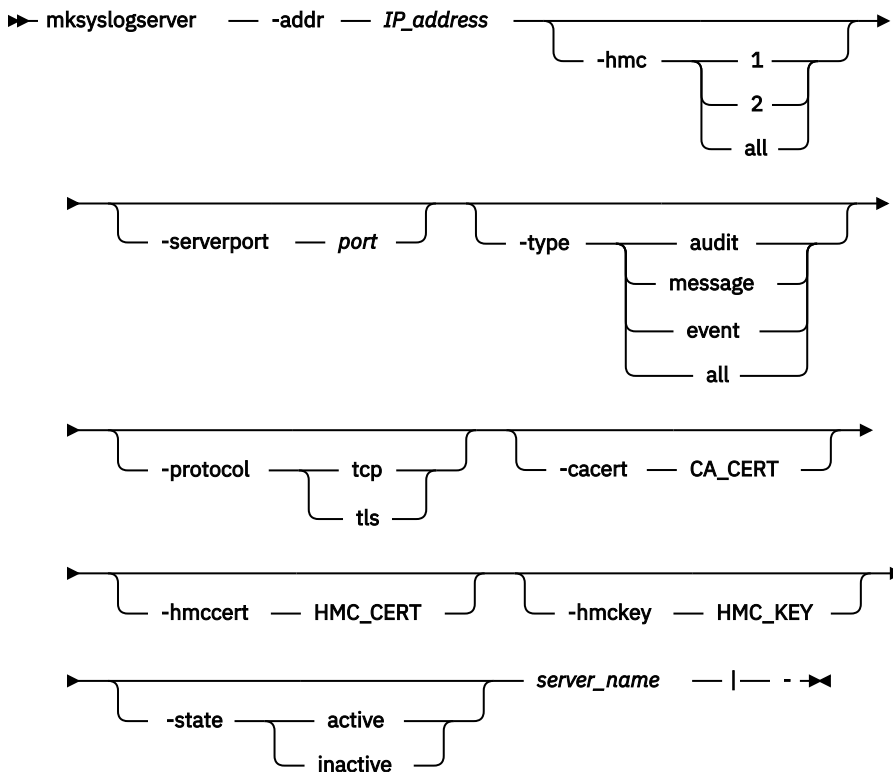 mksyslogserver -addr IP_address
-hmc 1
2
all
-serverport port -type audit
message
event
all
-protocol tcp -cacert CA_CERT
tls
-hmccert HMC_CERT -hmckey HMC_KEY
server_name | -
-state active
inactive